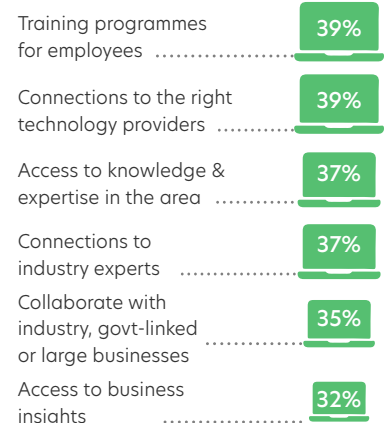 Training programmes
for employees
39%
Connections to the right
technology providers
39%
Access to knowledge &
expertise in the area
37%
Connections to
industry experts
37%
Collaborate with
industry, govt-linked
or large businesses
35%
Access to business
insights
32%